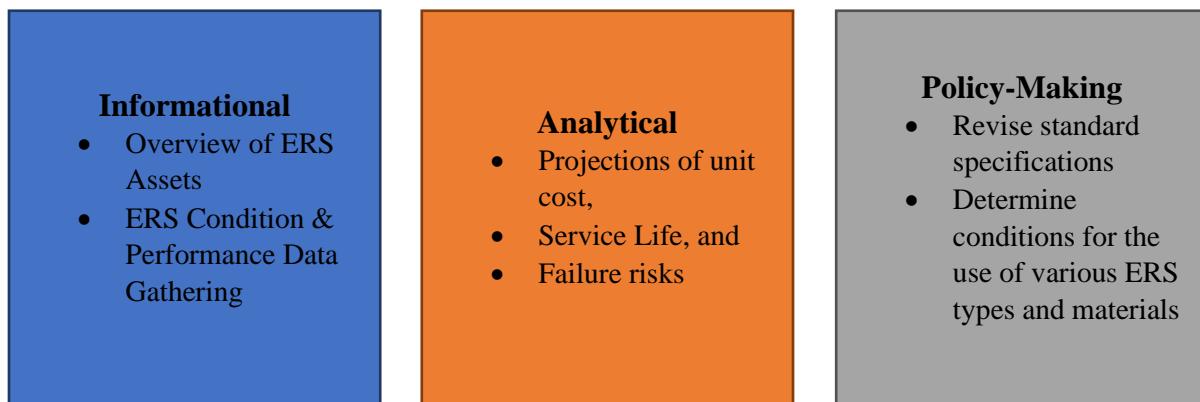 Informational
• Overview of ERS
Assets
• ERS Condition &
Performance Data
Gathering
Analytical
• Projections of unit
cost,
• Service Life, and
• Failure risks
Policy-Making
• Revise standard
specifications
• Determine
conditions for the
use of various ERS
types and materials